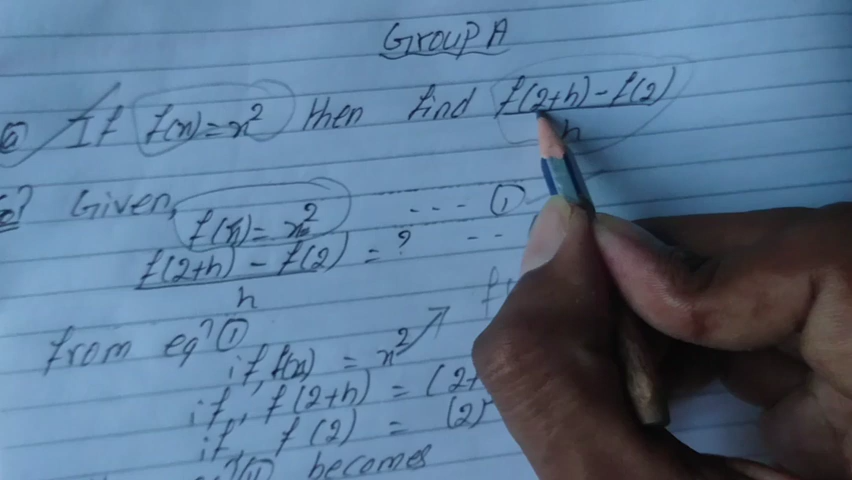 Group A
a If f(x) = x² then find f(2+h) - f(2) / h
Given,
f(x) = x² --- ①
f(2+h) - f(2) / h = ? --
from eqⁿ ①
if, f(x) = x²
if, f(2+h) = (2+
if, f(2) = (2)
becomes